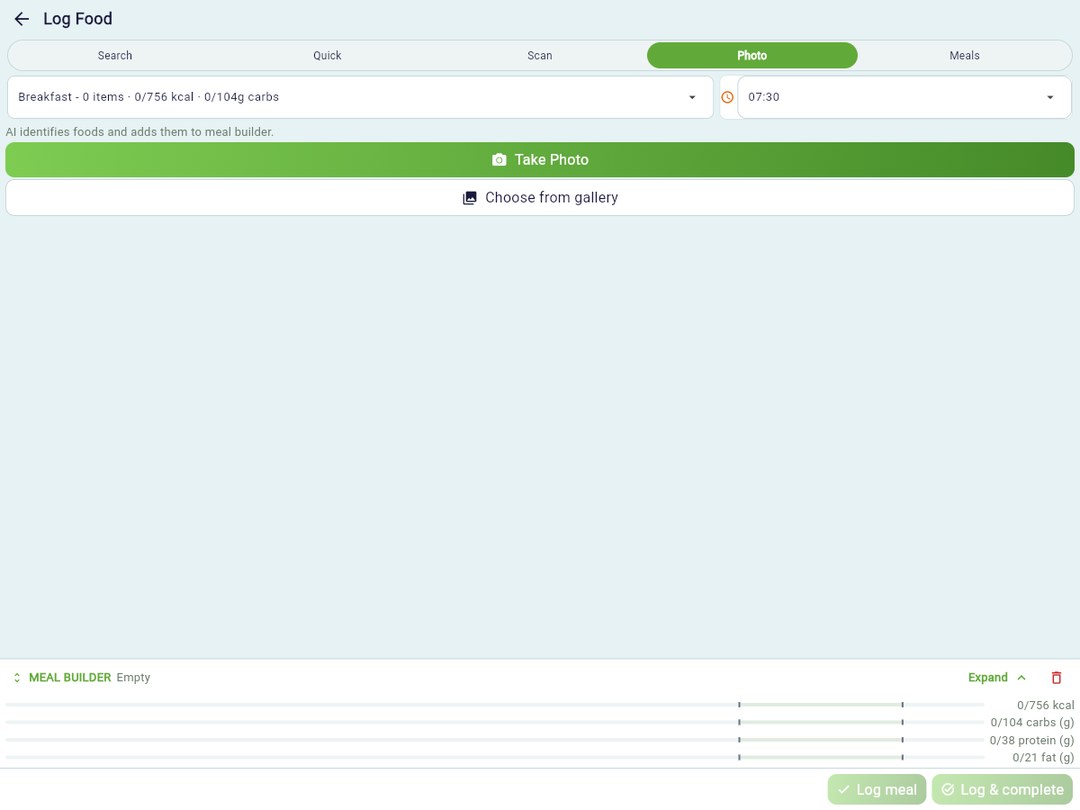 Log Food
Search Quick Scan Photo Meals
Breakfast - 0 items · 0/756 kcal · 0/104g carbs 07:30
AI identifies foods and adds them to meal builder.
Take Photo
Choose from gallery
MEAL BUILDER Empty Expand
0/756 kcal
0/104 carbs (g)
0/38 protein (g)
0/21 fat (g)
Log meal Log & complete